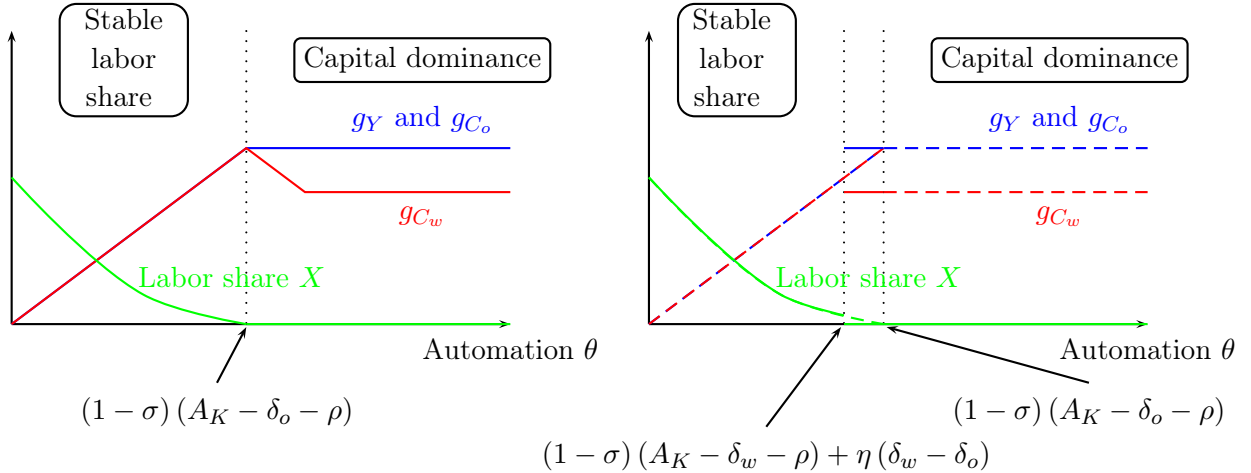 Stable
labor
share
Capital dominance
g_Y and g_{C_o}
g_{C_w}
Labor share X
Automation θ
(1 − σ) (A_K − δ_o − ρ)
Stable
labor
share
Capital dominance
g_Y and g_{C_o}
g_{C_w}
Labor share X
Automation θ
(1 − σ) (A_K − δ_o − ρ)
(1 − σ) (A_K − δ_w − ρ) + η (δ_w − δ_o)